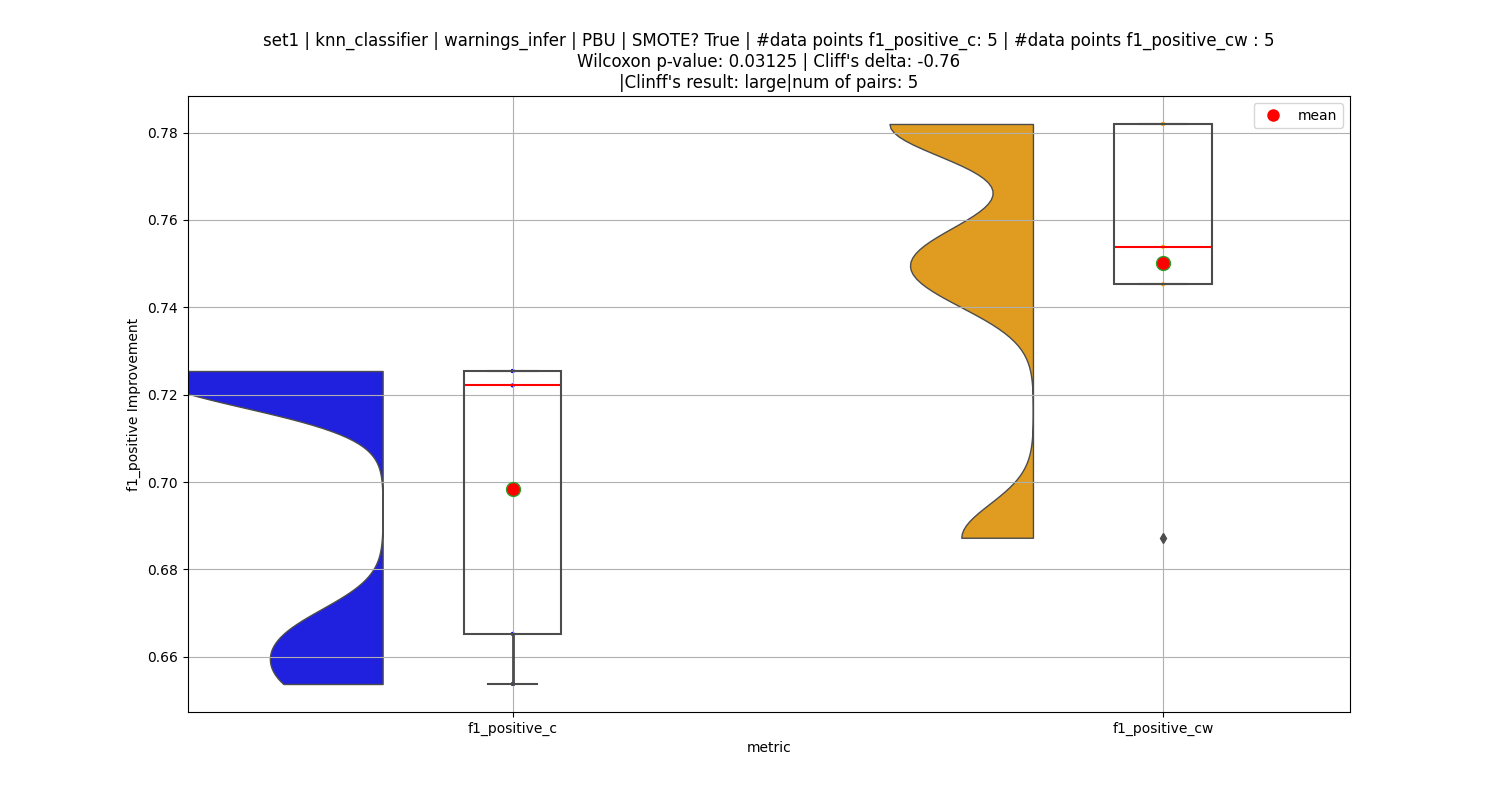 set1 | knn_classifier | warnings_infer | PBU | SMOTE? True | #data points f1_positive_c: 5 | #data points f1_positive_cw : 5
Wilcoxon p-value: 0.03125 | Cliff's delta: -0.76
|Clinff's result: large|num of pairs: 5
mean
0.78
0.76
0.74
0.72
0.70
0.68
0.66
f1_positive Improvement
f1_positive_c
f1_positive_cw
metric